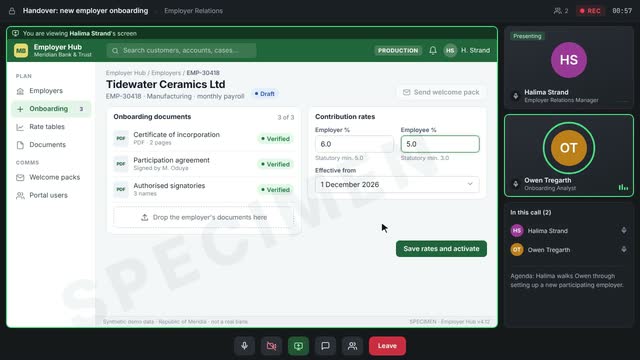 Handover: new employer onboarding
Employer Relations
2
REC
00:57
You are viewing Halima Strand's screen
MB
Employer Hub
Meridian Bank & Trust
Search customers, accounts, cases...
PRODUCTION
HS
H. Strand
PLAN
Employers
Onboarding 3
Rate tables
Documents
COMMS
Welcome packs
Portal users
Employer Hub / Employers / EMP-30418
Tidewater Ceramics Ltd
EMP-30418 · Manufacturing · monthly payroll
Draft
Send welcome pack
Onboarding documents
3 of 3
PDF
Certificate of incorporation
PDF · 2 pages
Verified
PDF
Participation agreement
Signed by M. Oduya
Verified
PDF
Authorised signatories
3 names
Verified
Drop the employer's documents here
Contribution rates
Employer %
Employee %
6.0
5.0
Statutory min. 5.0
Statutory min. 3.0
Effective from
1 December 2026
Save rates and activate
SPECIMEN
Synthetic demo data · Republic of Meridia · not a real bank
SPECIMEN · Employer Hub v4.12
Presenting
HS
Halima Strand
Employer Relations Manager
OT
Owen Tregarth
Onboarding Analyst
In this call (2)
HS
Halima Strand
OT
Owen Tregarth
Agenda: Halima walks Owen through
setting up a new participating employer.
Leave